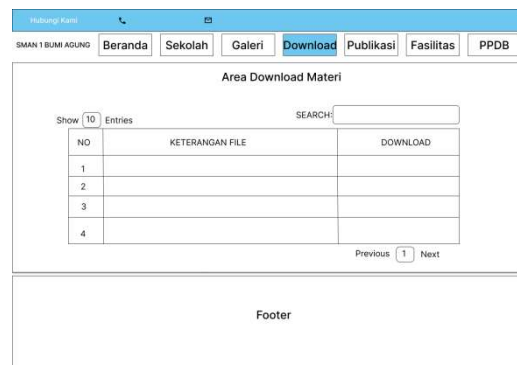 Hubungi Kami
SMAN 1 BUMI AGUNG Beranda Sekolah Galeri Download Publikasi Fasilitas PPDB
Area Download Materi
Show 10 Entries SEARCH:
NO KETERANGAN FILE DOWNLOAD
1
2
3
4
Previous 1 Next
Footer